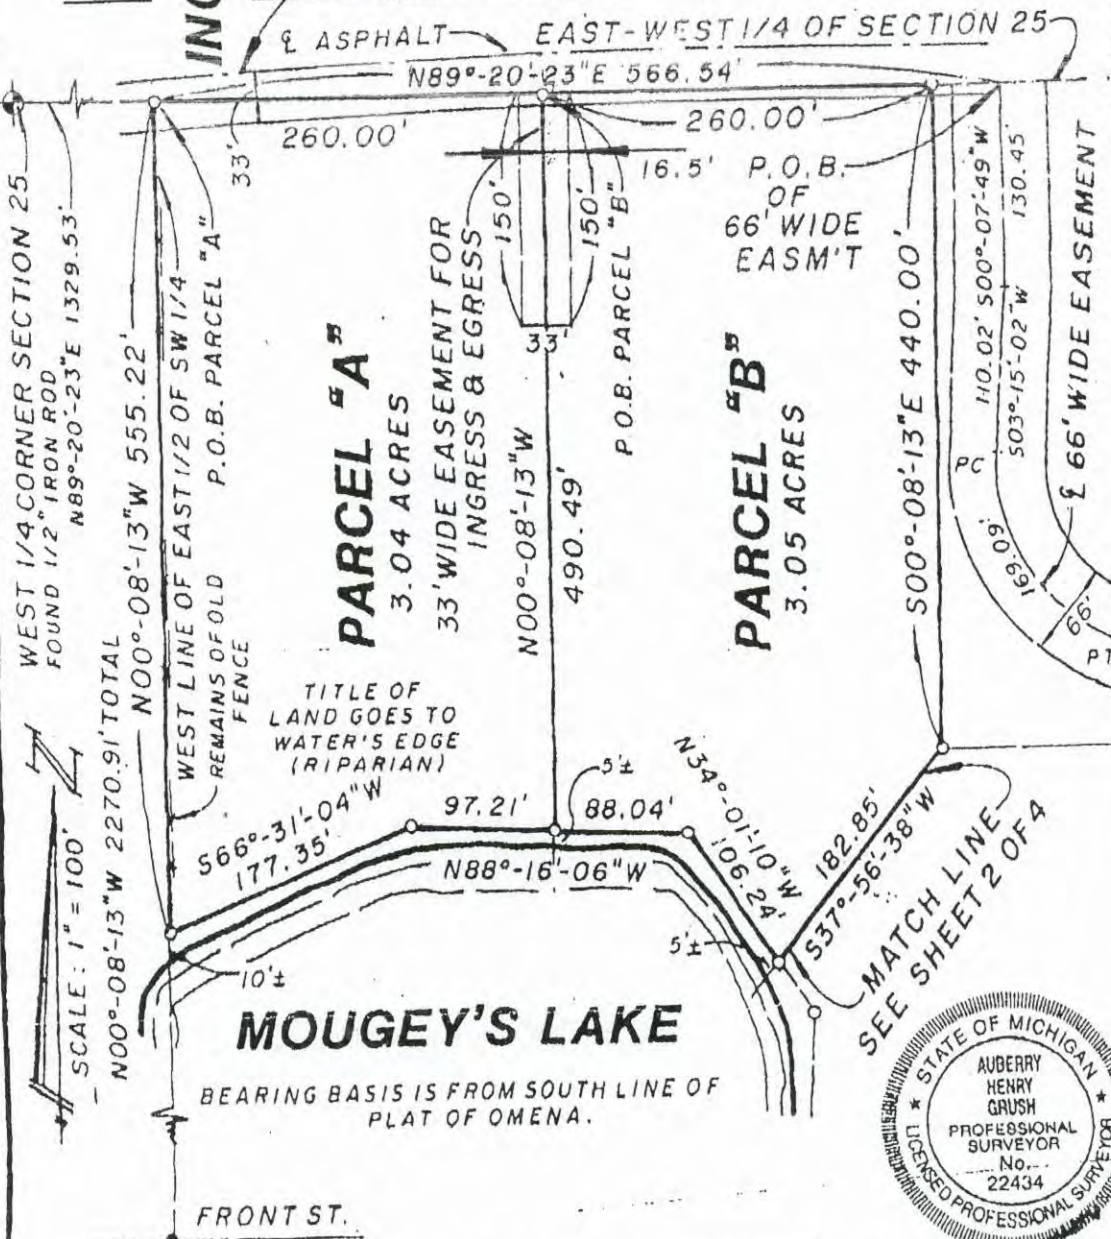 ING
℄ ASPHALT
EAST-WEST 1/4 OF SECTION 25
N89°-20'-23"E 566.54'
260.00'
260.00'
33'
16.5'
P.O.B.
OF
66' WIDE
EASM'T
WEST 1/4 CORNER SECTION 25
FOUND 1/2" IRON ROD
N89°-20'-23"E 1329.53'
N00°-08'-13"W 555.22'
WEST LINE OF EAST 1/2 OF SW 1/4
P.O.B. PARCEL "A"
REMAINS OF OLD
FENCE
PARCEL "A"
3.04 ACRES
33' WIDE EASEMENT FOR
INGRESS & EGRESS
150'
150'
33'
P.O.B. PARCEL "B"
N00°-08'-13"W
490.49'
PARCEL "B"
3.05 ACRES
S00°-08'-13"E 440.00'
110.02' S00°-07'-49"W
S03°-15'-02"W 130.45'
℄ 66' WIDE EASEMENT
PC
169.09'
66'
PT
TITLE OF
LAND GOES TO
WATER'S EDGE
(RIPARIAN)
SCALE: 1" = 100'
N00°-08'-13"W 2270.91' TOTAL
S66°-31'-04"W
177.35'
97.21'
5'±
88.04'
N88°-16'-06"W
N34°-01'-10"W
106.24'
182.85'
S37°-56'-38"W
MATCH LINE
SEE SHEET 2 OF 4
5'±
10'±
MOUGEY'S LAKE
BEARING BASIS IS FROM SOUTH LINE OF
PLAT OF OMENA.
STATE OF MICHIGAN
AUBERRY
HENRY
GRUSH
PROFESSIONAL
SURVEYOR
No.
22434
LICENSED PROFESSIONAL SURVEYOR
FRONT ST.